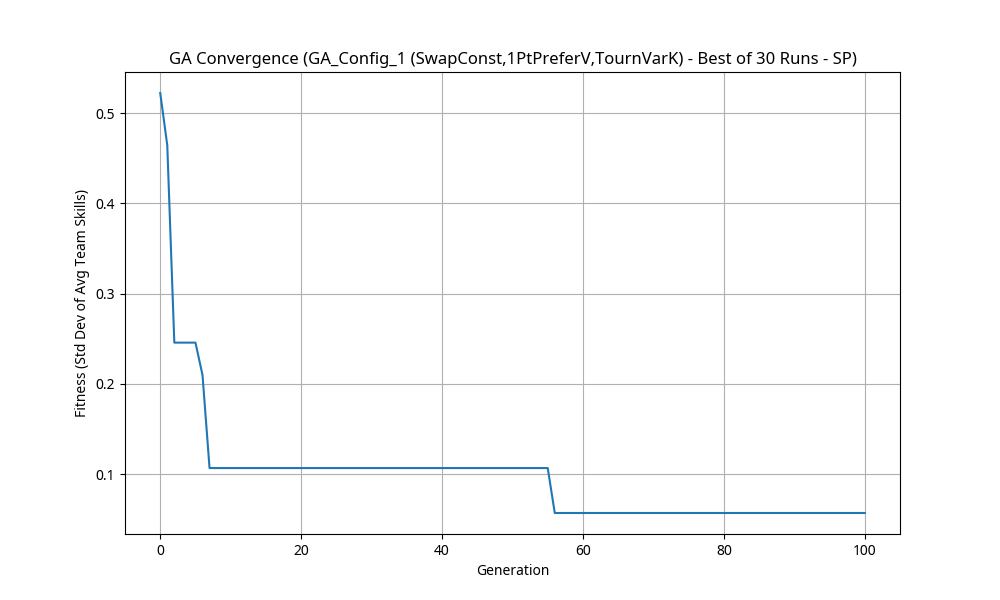 GA Convergence (GA_Config_1 (SwapConst,1PtPreferV,TournVarK) - Best of 30 Runs - SP)
Fitness (Std Dev of Avg Team Skills)
0.5
0.4
0.3
0.2
0.1
0 20 40 60 80 100
Generation